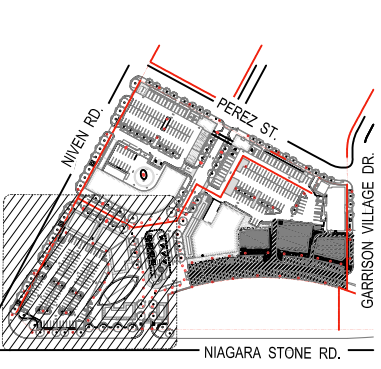 PEREZ ST.
NIVEN RD.
GARRISON VILLAGE DR.
NIAGARA STONE RD.